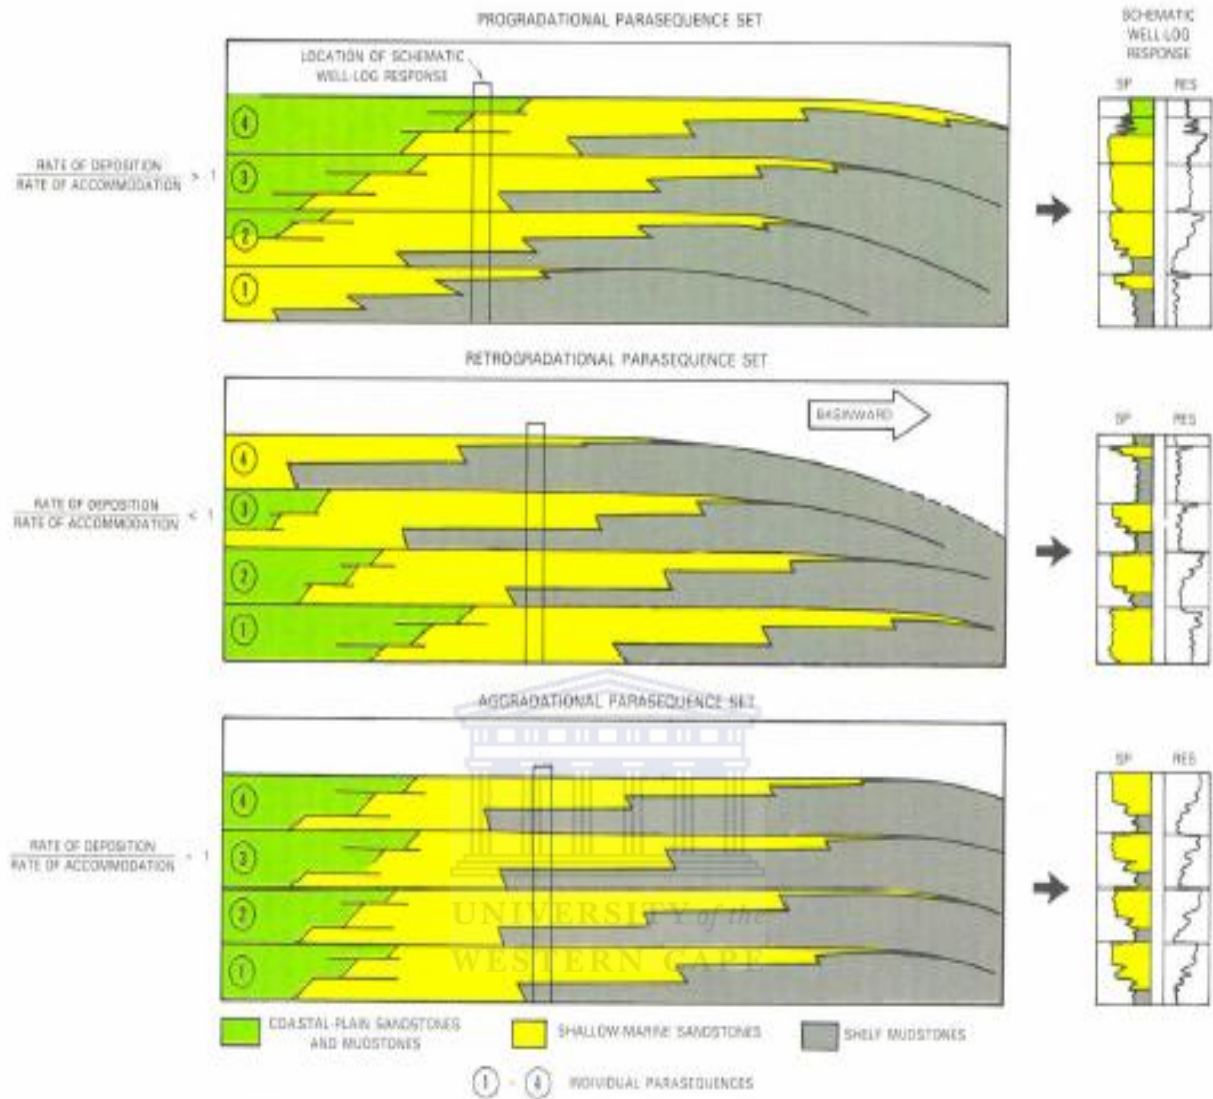 PROGRADATIONAL PARASEQUENCE SET
SCHEMATIC
WELL-LOG
RESPONSE
LOCATION OF SCHEMATIC
WELL-LOG RESPONSE
SP RES
RATE OF DEPOSITION
RATE OF ACCOMMODATION > 1
4
3
2
1
RETROGRADATIONAL PARASEQUENCE SET
BASINWARD
SP RES
RATE OF DEPOSITION
RATE OF ACCOMMODATION < 1
4
3
2
1
AGGRADATIONAL PARASEQUENCE SET
SP RES
RATE OF DEPOSITION
RATE OF ACCOMMODATION - 1
4
3
2
1
UNIVERSITY of the
WESTERN CAPE
COASTAL-PLAIN SANDSTONES
AND MUDSTONES
SHALLOW-MARINE SANDSTONES
SHELF MUDSTONES
1 - 4 INDIVIDUAL PARASEQUENCES